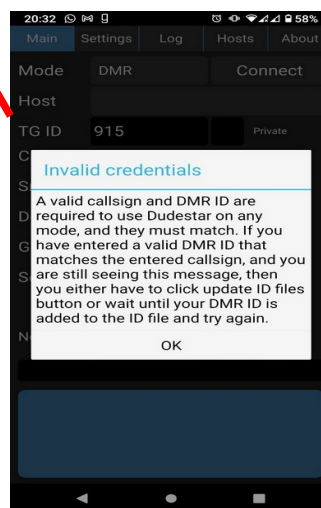 20:32 58%
Main Settings Log Hosts About
Mode DMR Connect
Host
TG ID 915 Private
C
Invalid credentials
S
A valid callsign and DMR ID are
D required to use Dudestar on any
mode, and they must match. If you
G have entered a valid DMR ID that
matches the entered callsign, and you
S are still seeing this message, then
you either have to click update ID files
button or wait until your DMR ID is
N added to the ID file and try again.
OK